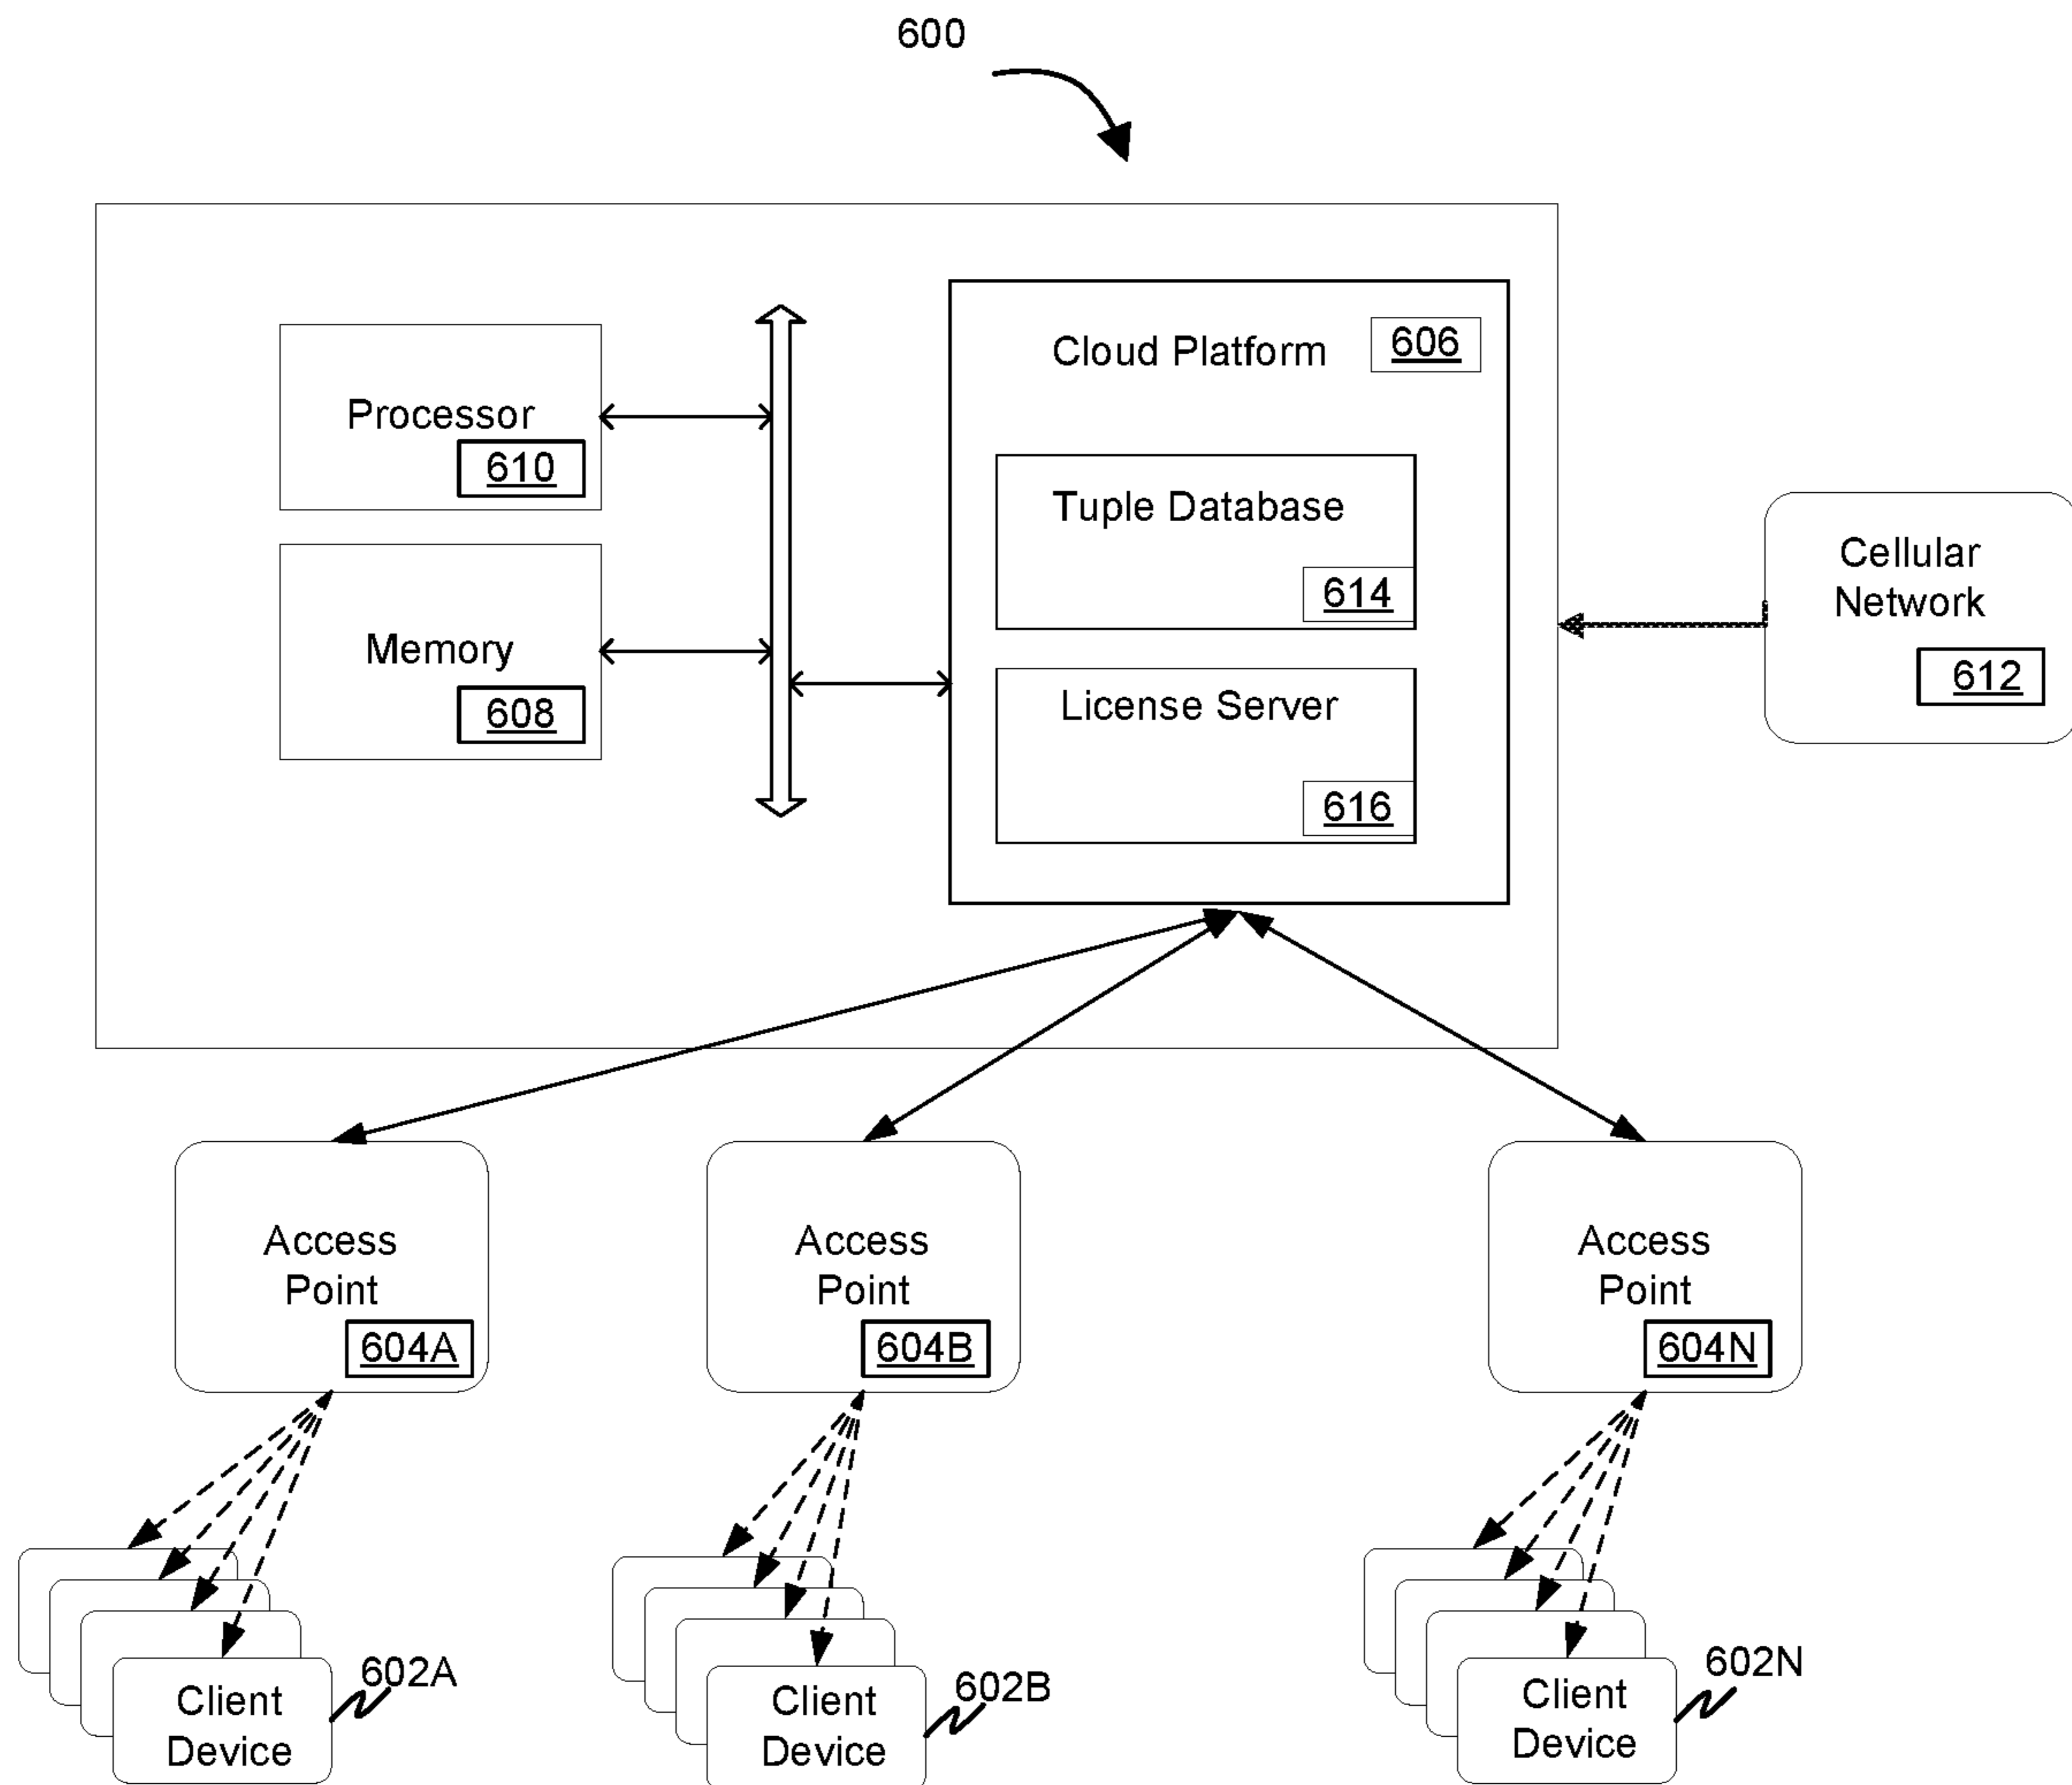 600
Cloud Platform
606
Processor
610
Tuple Database
614
Cellular
Network
612
Memory
608
License Server
616
Access
Point
604A
Access
Point
604B
Access
Point
604N
602A
Client
Device
602B
Client
Device
602N
Client
Device